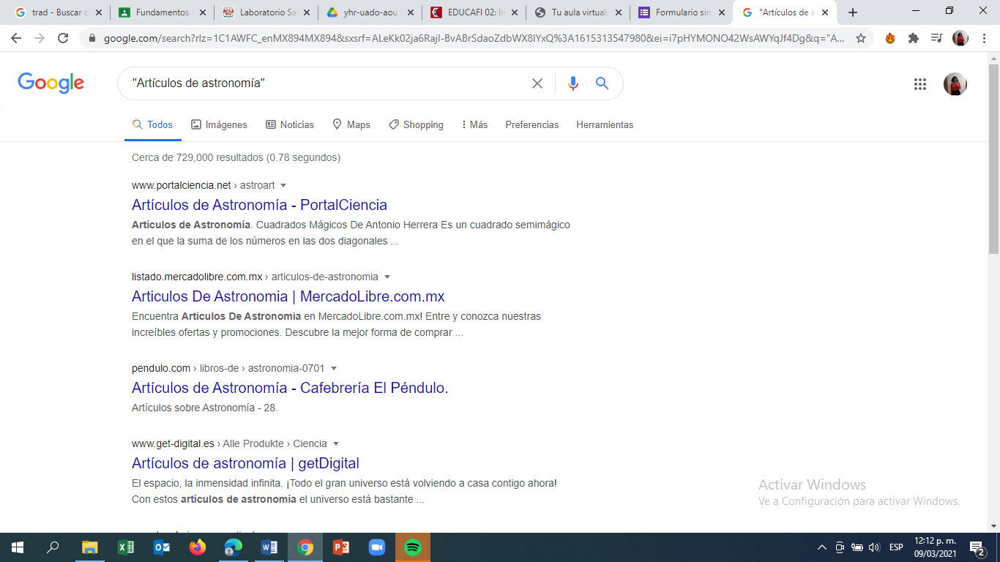 trad - Buscar c
Fundamentos
Laboratorio Sa
yhr-uado-aou
EDUCAFI 02: In
Tu aula virtual
Formulario sin
"Artículos de a
google.com/search?rlz=1C1AWFC_enMX894MX894&sxsrf=ALeKk02ja6RajI-BvABrSdaoZdbWX8IYxQ%3A1615313547980&ei=i7pHYMONO42WsAWYqJf4Dg&q="A...
Google
"Artículos de astronomía"
Todos
Imágenes
Noticias
Maps
Shopping
Más
Preferencias
Herramientas
Cerca de 729,000 resultados (0.78 segundos)
www.portalciencia.net › astroart
Artículos de Astronomía - PortalCiencia
Artículos de Astronomía. Cuadrados Mágicos De Antonio Herrera Es un cuadrado semimágico
en el que la suma de los números en las dos diagonales ...
listado.mercadolibre.com.mx › articulos-de-astronomia
Articulos De Astronomia | MercadoLibre.com.mx
Encuentra Articulos De Astronomia en MercadoLibre.com.mx! Entre y conozca nuestras
increíbles ofertas y promociones. Descubre la mejor forma de comprar ...
pendulo.com › libros-de › astronomia-0701
Artículos de Astronomía - Cafebrería El Péndulo.
Artículos sobre Astronomía - 28.
www.get-digital.es › Alle Produkte › Ciencia
Artículos de astronomía | getDigital
El espacio, la inmensidad infinita. ¡Todo el gran universo está volviendo a casa contigo ahora!
Con estos artículos de astronomía el universo está bastante ...
Activar Windows
Ve a Configuración para activar Windows.
ESP
12:12 p. m.
09/03/2021
2